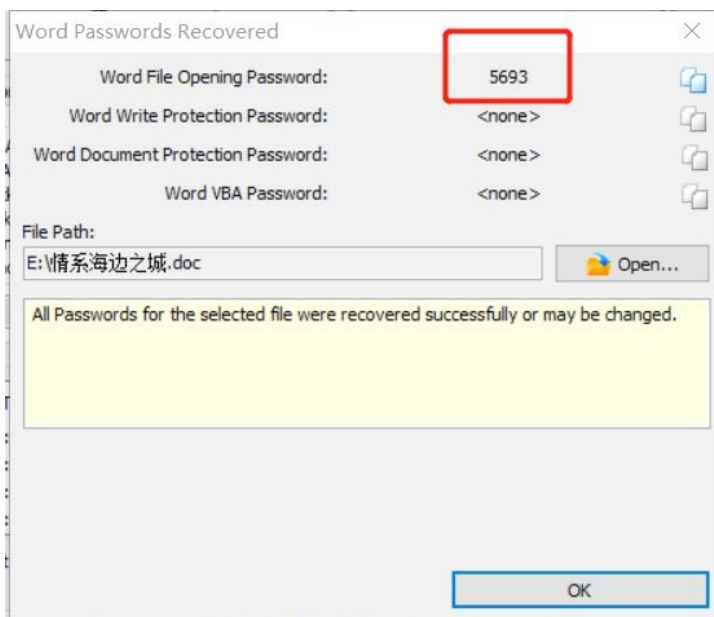 Word Passwords Recovered
Word File Opening Password: 5693
Word Write Protection Password: <none>
Word Document Protection Password: <none>
Word VBA Password: <none>
File Path:
E:\情系海边之城.doc Open...
All Passwords for the selected file were recovered successfully or may be changed.
OK